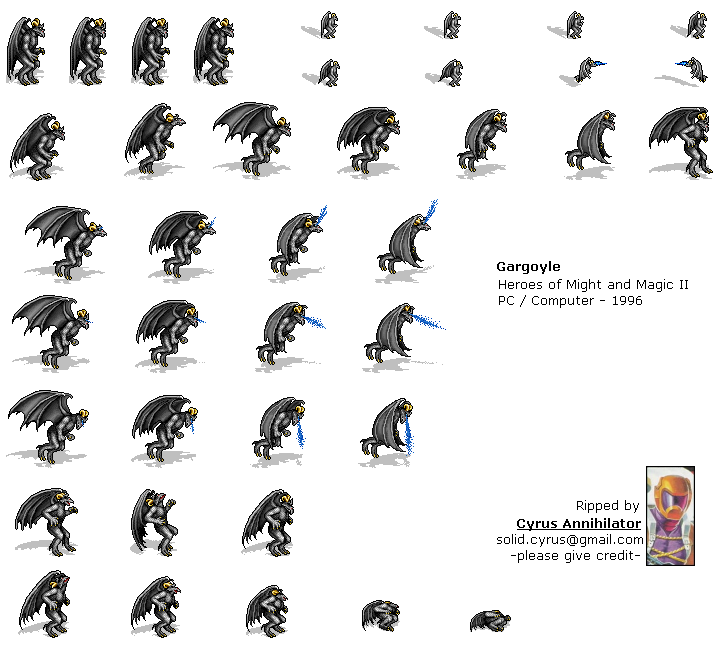 Gargoyle
Heroes of Might and Magic II
PC / Computer - 1996
Ripped by
Cyrus Annihilator
solid.cyrus@gmail.com
-please give credit-